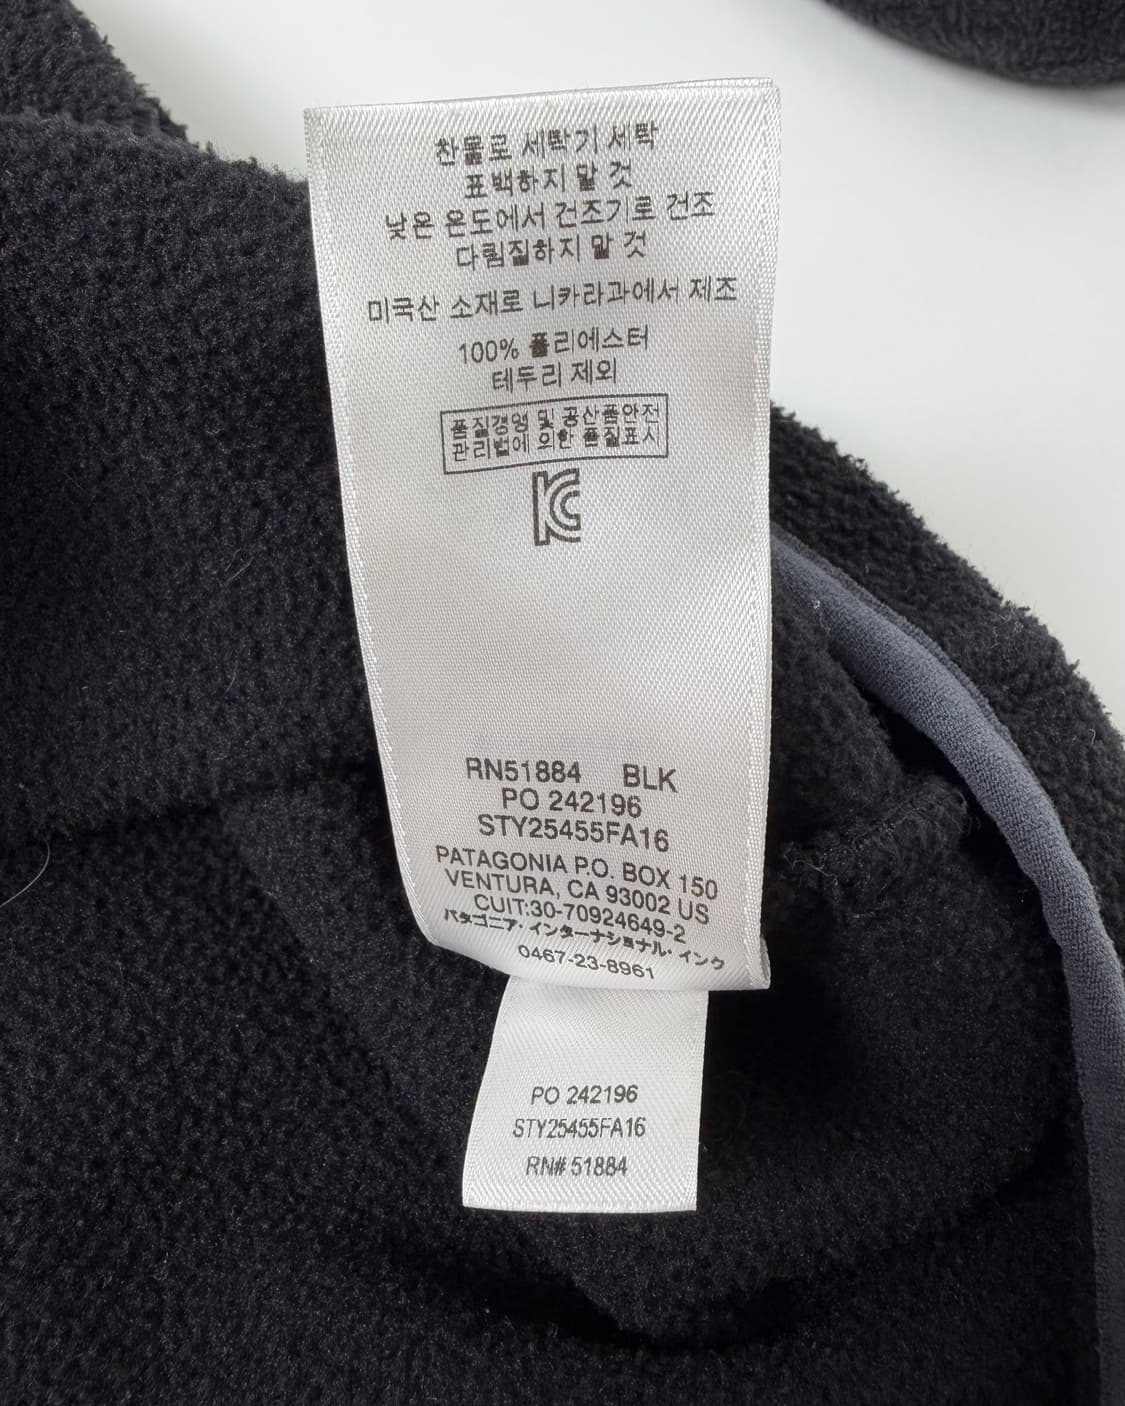 찬물로 세탁기 세탁
표백하지 말 것
낮은 온도에서 건조기로 건조
다림질하지 말 것
미국산 소재로 니카라과에서 제조
100% 폴리에스터
테두리 제외
품질경영 및 공산품안전
관리법에 의한 품질표시
KC
RN51884 BLK
PO 242196
STY25455FA16
PATAGONIA P.O. BOX 150
VENTURA, CA 93002 US
CUIT:30-70924649-2
パタゴニア・インターナショナル・インク
0467-23-8961
PO 242196
STY25455FA16
RN# 51884